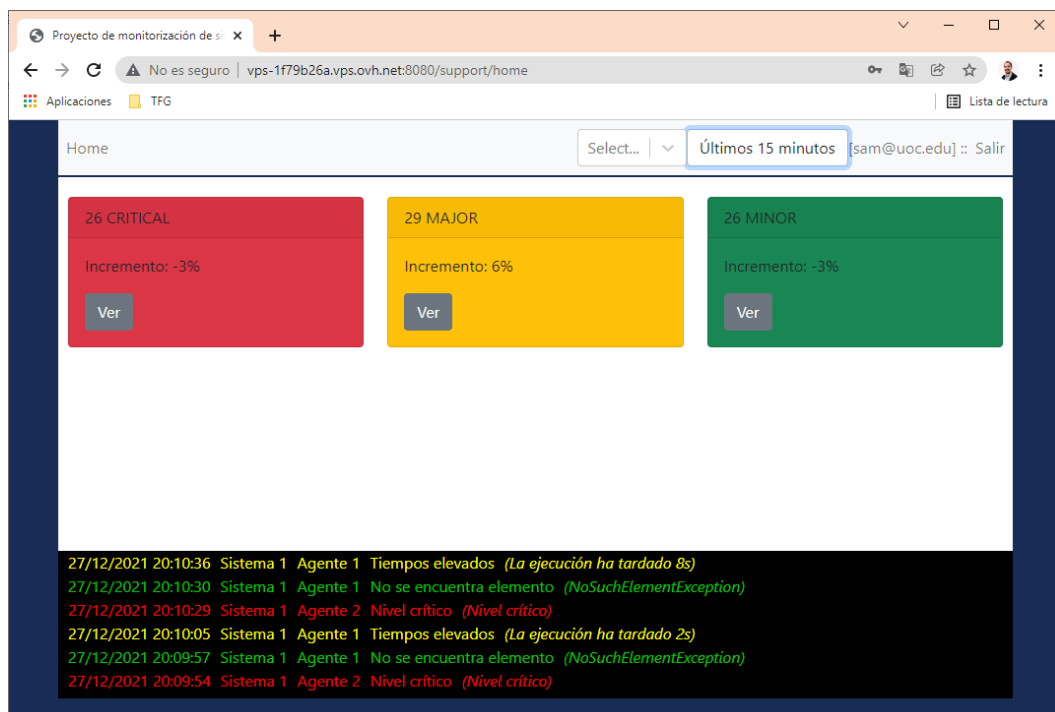 Proyecto de monitorización de si
No es seguro | vps-1f79b26a.vps.ovh.net:8080/support/home
Aplicaciones TFG Lista de lectura
Home Select... Últimos 15 minutos [sam@uoc.edu] :: Salir
26 CRITICAL 29 MAJOR 26 MINOR
Incremento: -3% Incremento: 6% Incremento: -3%
Ver Ver Ver
27/12/2021 20:10:36 Sistema 1 Agente 1 Tiempos elevados (La ejecución ha tardado 8s)
27/12/2021 20:10:30 Sistema 1 Agente 1 No se encuentra elemento (NoSuchElementException)
27/12/2021 20:10:29 Sistema 1 Agente 2 Nivel crítico (Nivel crítico)
27/12/2021 20:10:05 Sistema 1 Agente 1 Tiempos elevados (La ejecución ha tardado 2s)
27/12/2021 20:09:57 Sistema 1 Agente 1 No se encuentra elemento (NoSuchElementException)
27/12/2021 20:09:54 Sistema 1 Agente 2 Nivel crítico (Nivel crítico)